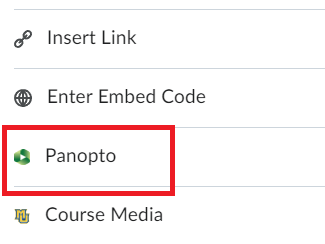 Insert Link
Enter Embed Code
Panopto
Course Media